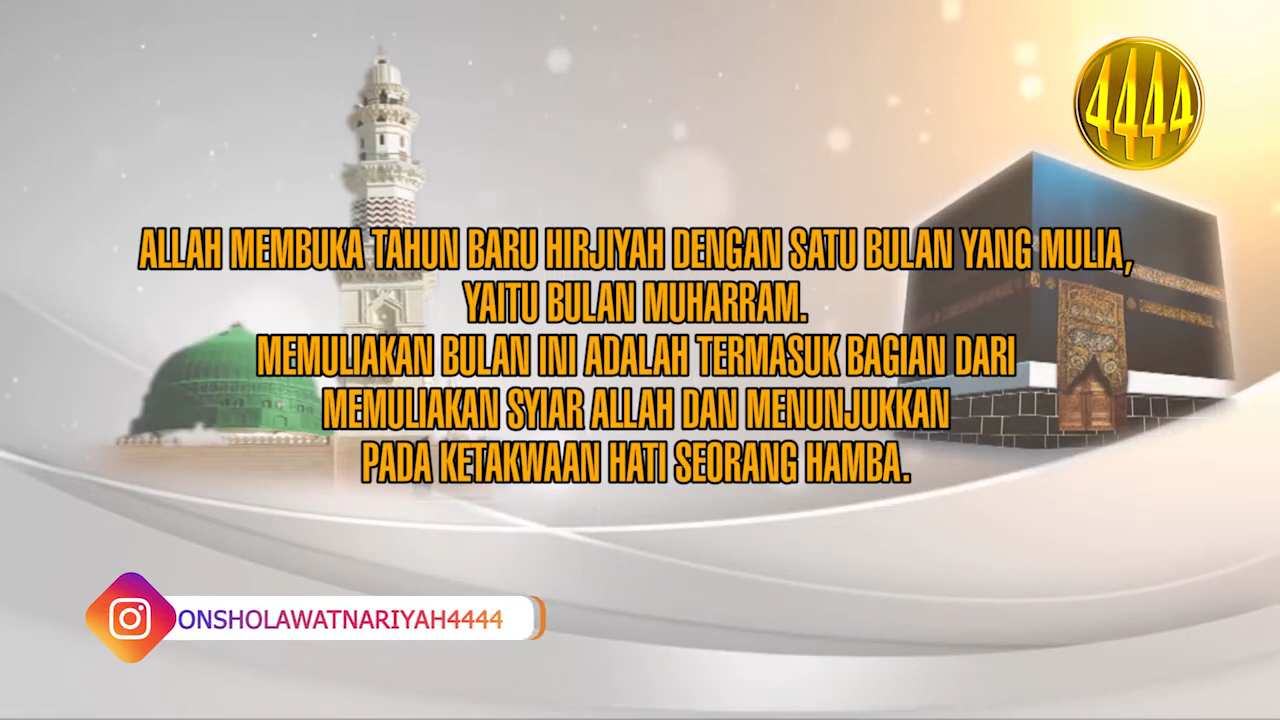 4444
ALLAH MEMBUKA TAHUN BARU HIRJIYAH DENGAN SATU BULAN YANG MULIA,
YAITU BULAN MUHARRAM.
MEMULIAKAN BULAN INI ADALAH TERMASUK BAGIAN DARI
MEMULIAKAN SYIAR ALLAH DAN MENUNJUKKAN
PADA KETAKWAAN HATI SEORANG HAMBA.
ONSHOLAWATNARIYAH4444